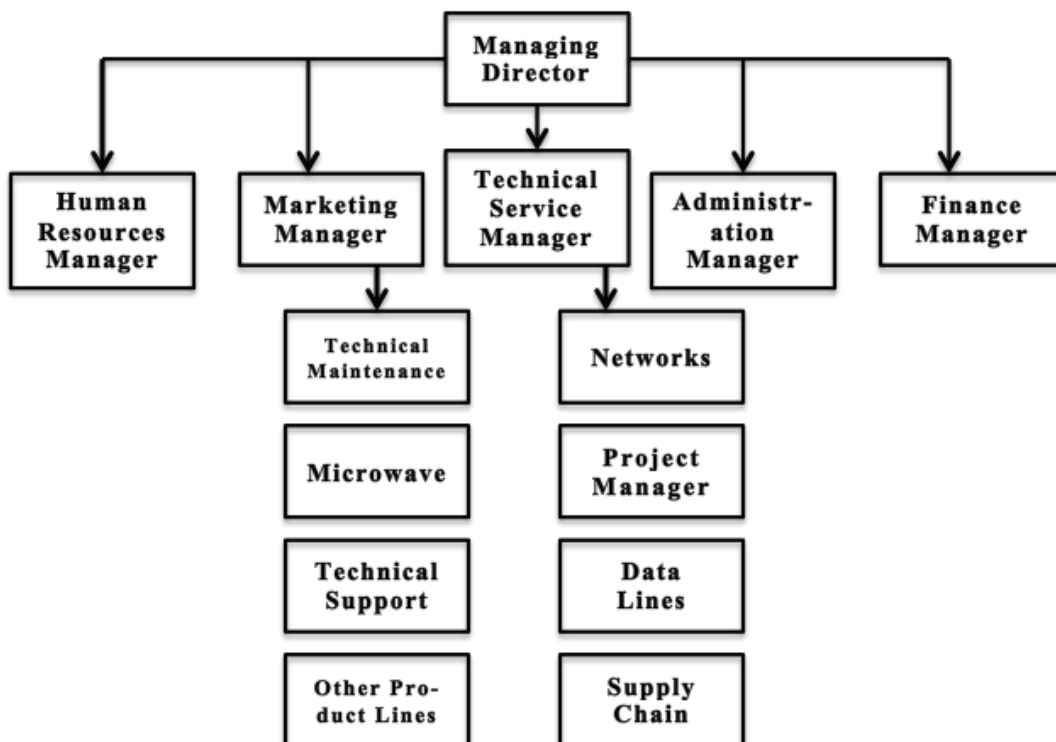 Managing
Director
Human
Resources
Manager
Marketing
Manager
Technical
Service
Manager
Administr-
ation
Manager
Finance
Manager
Technical
Maintenance
Networks
Microwave
Project
Manager
Technical
Support
Data
Lines
Other Pro-
duct Lines
Supply
Chain